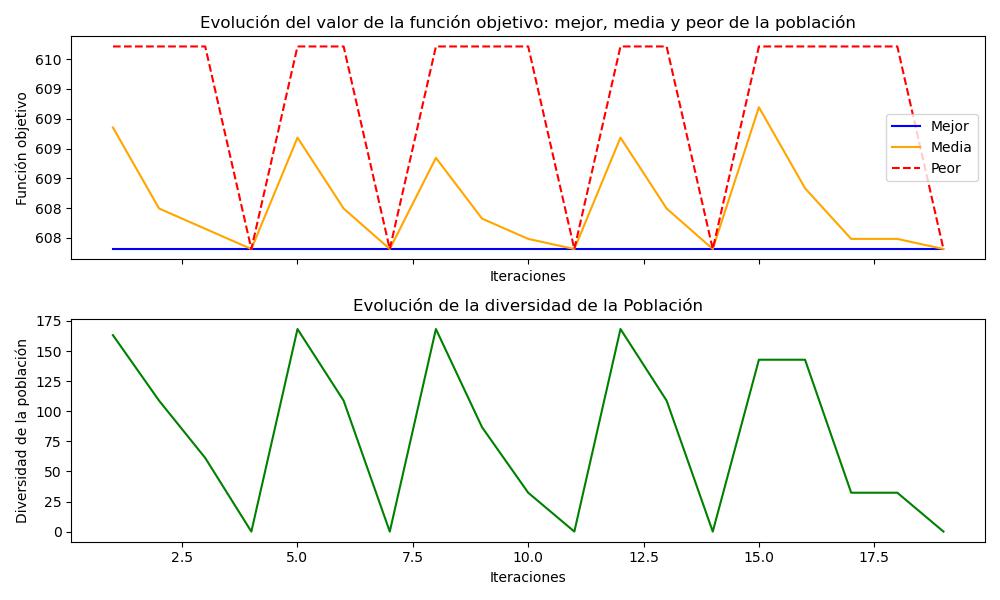 Evolución del valor de la función objetivo: mejor, media y peor de la población
610
609
609
609
609
608
608
Función objetivo
Mejor
Media
Peor
Iteraciones
Evolución de la diversidad de la Población
175
150
125
100
75
50
25
0
Diversidad de la población
2.5 5.0 7.5 10.0 12.5 15.0 17.5
Iteraciones